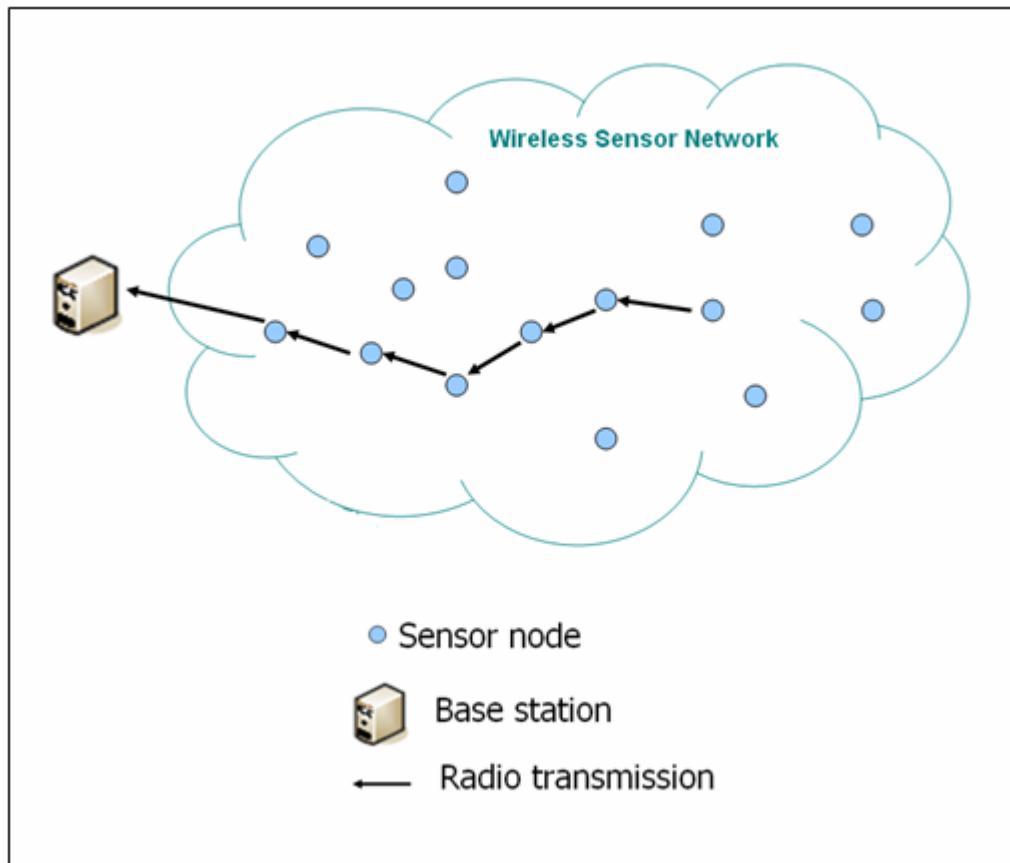 Wireless Sensor Network
Sensor node
Base station
Radio transmission